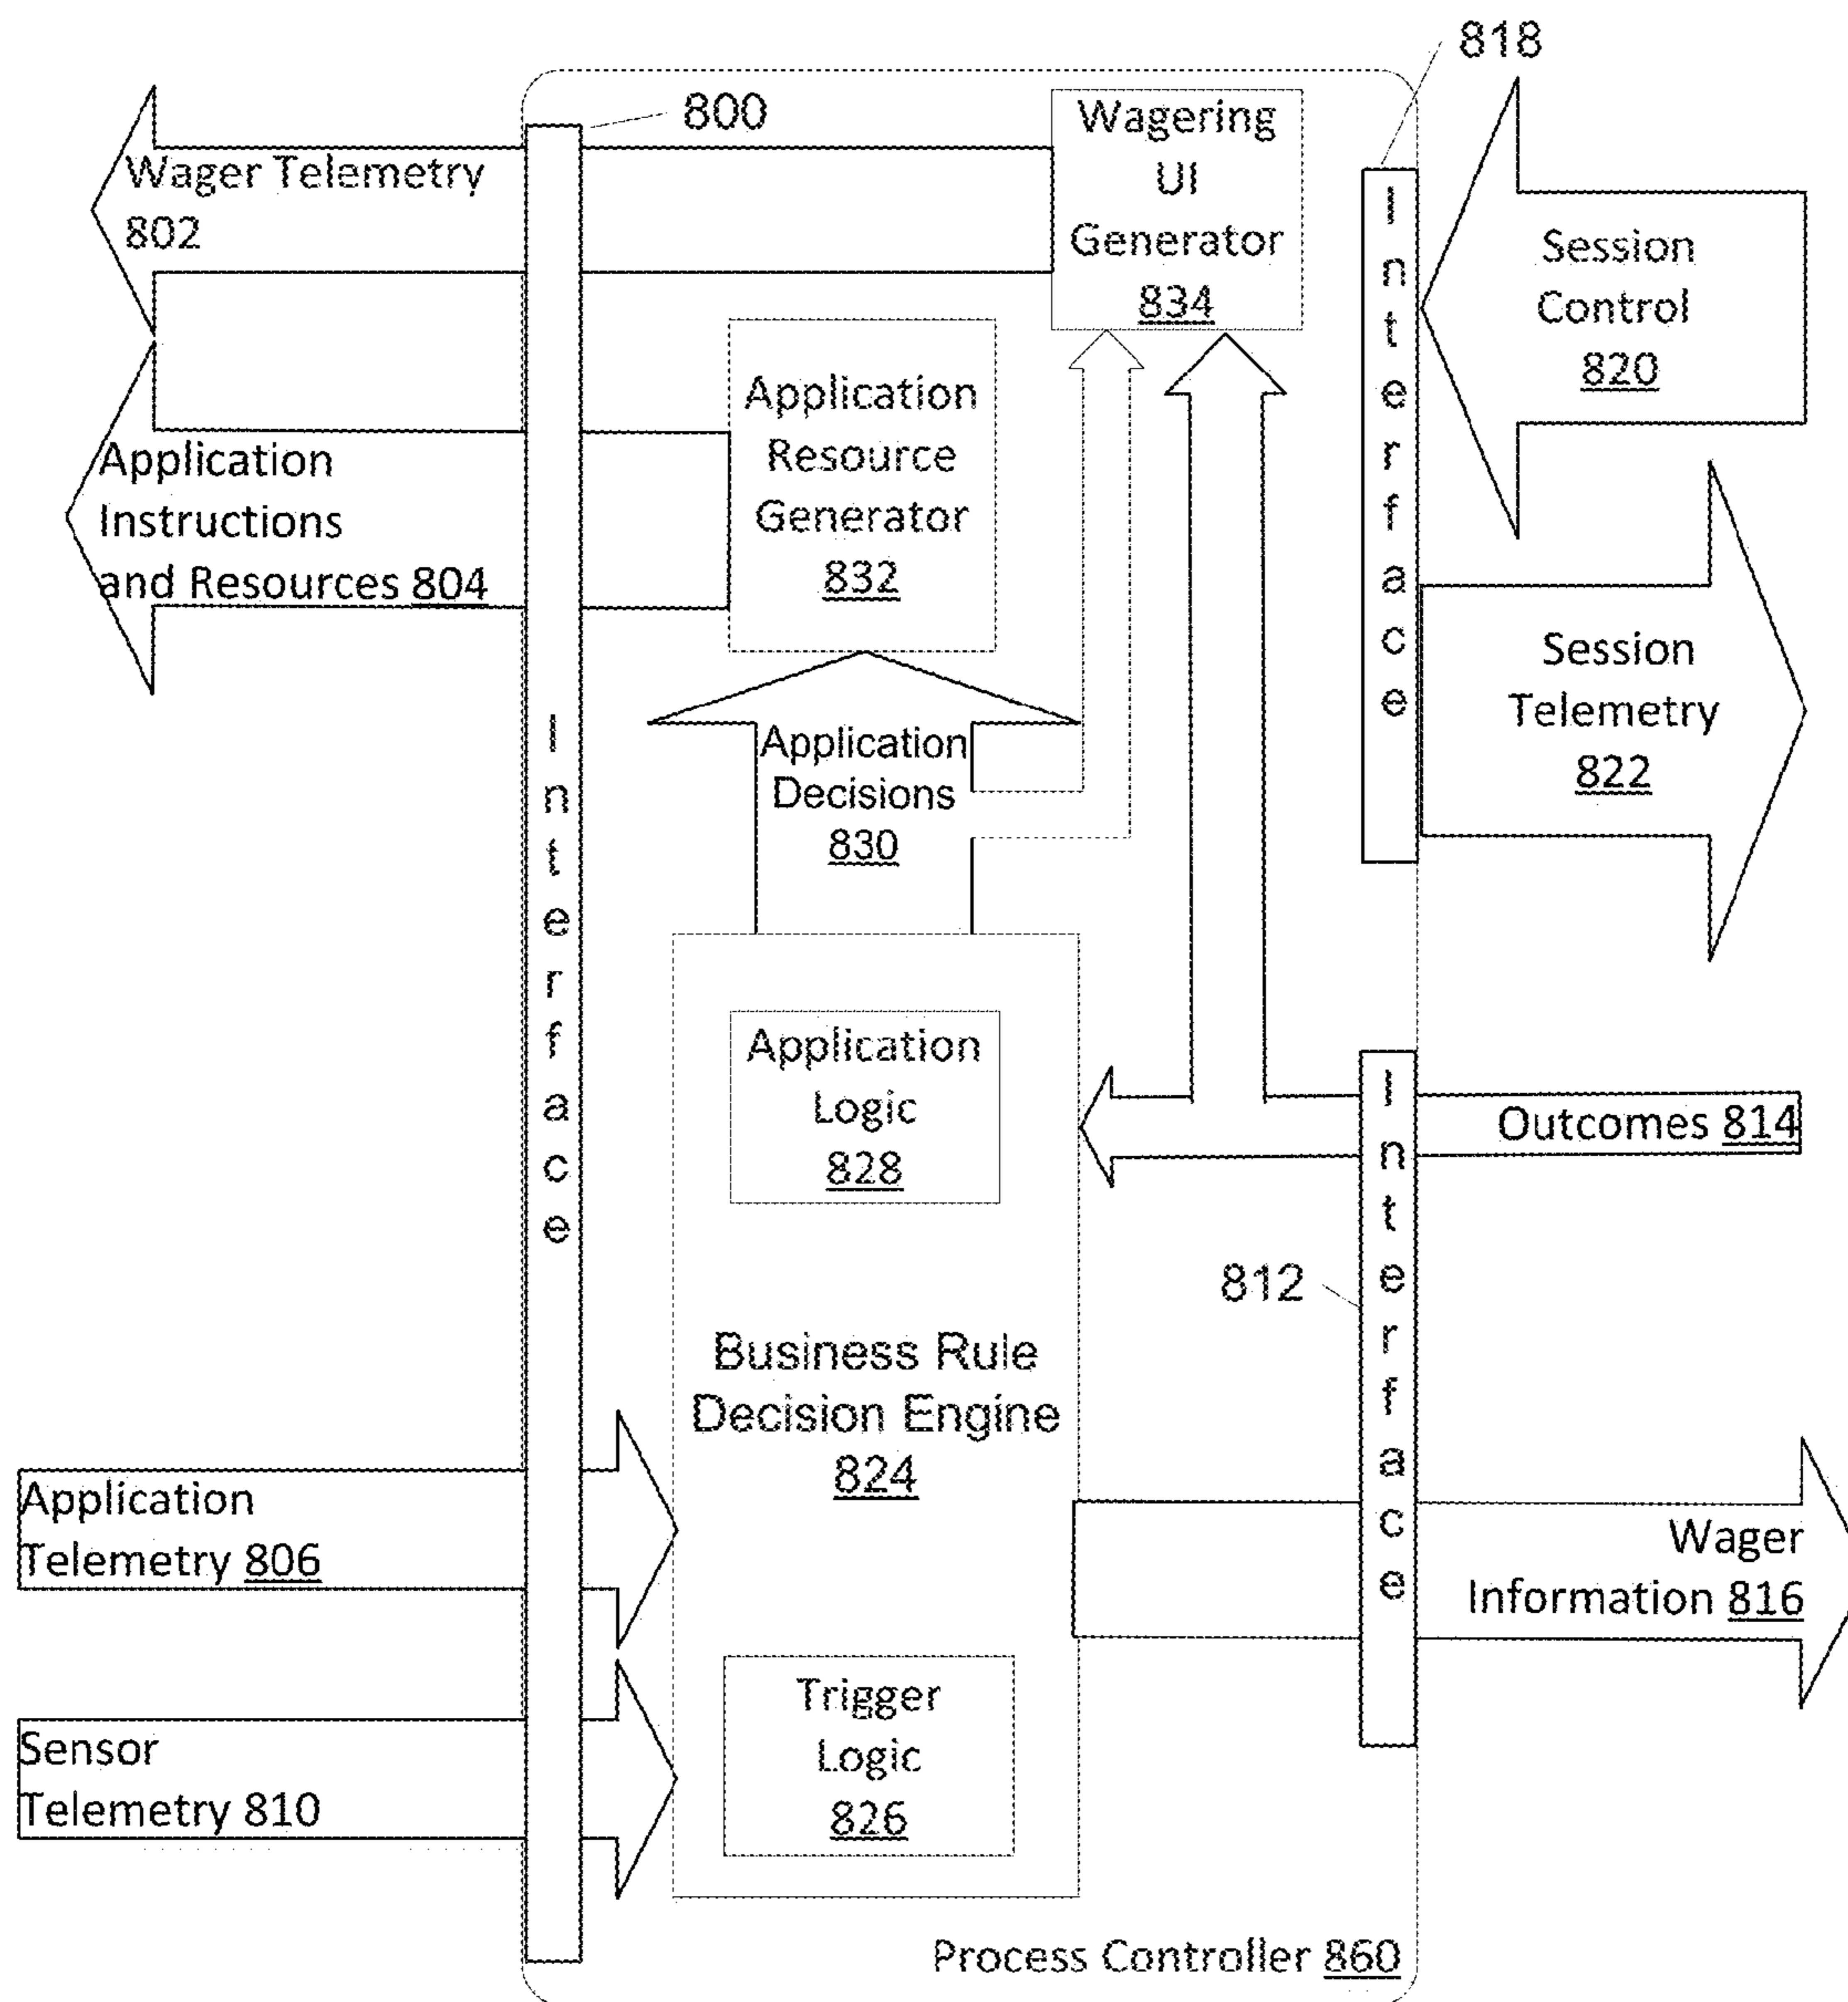 818
800
Wagering
UI
Generator
834
Wager Telemetry
802
Interface
Session
Control
820
Application
Resource
Generator
832
Application
Instructions
and Resources 804
Session
Telemetry
822
Interface
Application
Decisions
830
Application
Logic
828
Outcomes 814
Interface
812
Business Rule
Decision Engine
824
Application
Telemetry 806
Wager
Information 816
Trigger
Logic
826
Sensor
Telemetry 810
Process Controller 860